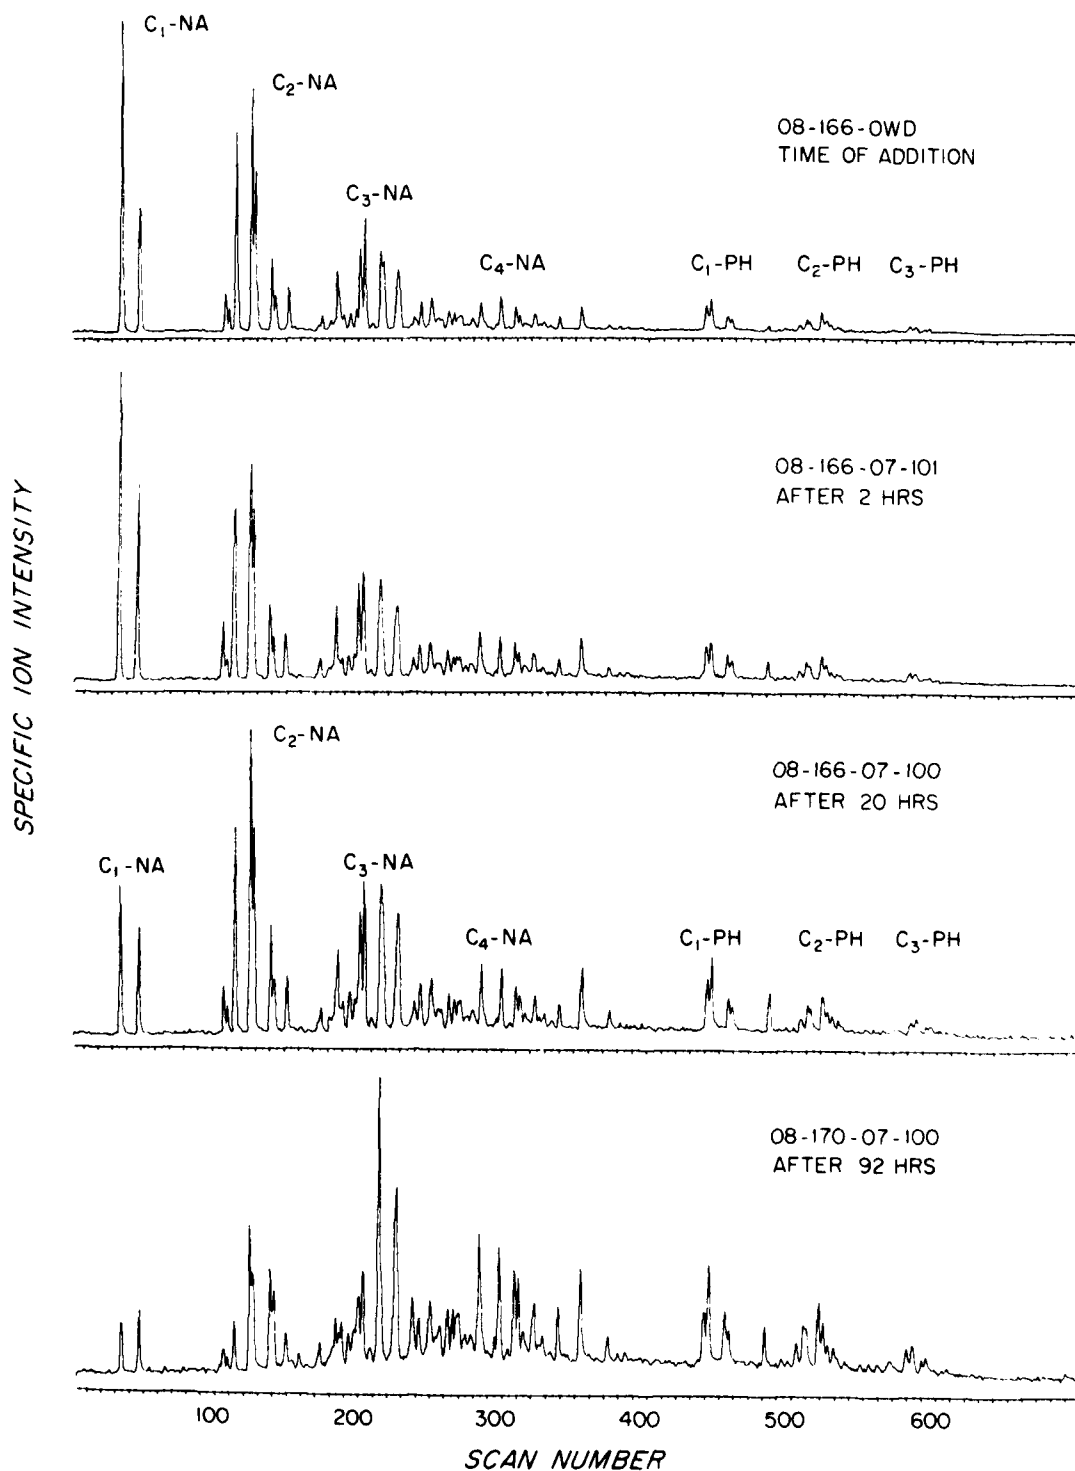 C₁-NA
C₂-NA
C₃-NA
C₄-NA
C₁-PH
C₂-PH
C₃-PH
08-166-OWD
TIME OF ADDITION
08-166-07-101
AFTER 2 HRS
C₂-NA
C₁-NA
C₃-NA
C₄-NA
C₁-PH
C₂-PH
C₃-PH
08-166-07-100
AFTER 20 HRS
08-170-07-100
AFTER 92 HRS
SPECIFIC ION INTENSITY
100 200 300 400 500 600
SCAN NUMBER